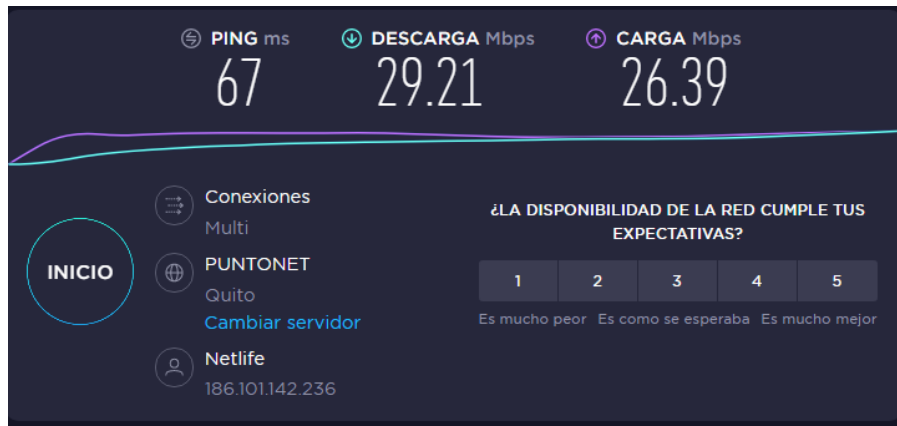 PING ms
67
DESCARGA Mbps
29.21
CARGA Mbps
26.39
INICIO
Conexiones
Multi
PUNTONET
Quito
Cambiar servidor
Netlife
186.101.142.236
¿LA DISPONIBILIDAD DE LA RED CUMPLE TUS
EXPECTATIVAS?
1 2 3 4 5
Es mucho peor Es como se esperaba Es mucho mejor